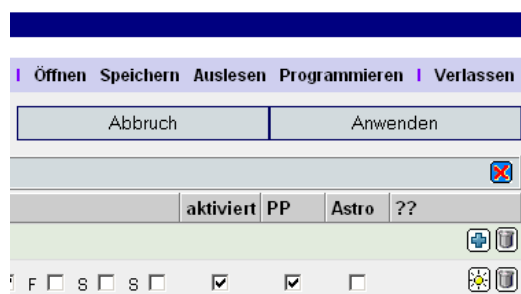 | Öffnen Speichern Auslesen Programmieren | Verlassen
Abbruch Anwenden
aktiviert PP Astro ??
F S S